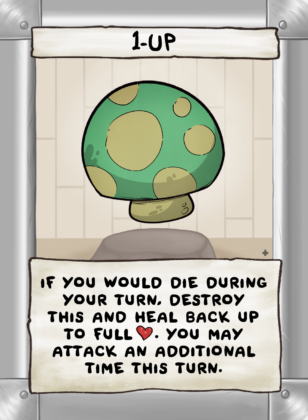 1-UP
IF YOU WOULD DIE DURING
YOUR TURN, DESTROY
THIS AND HEAL BACK UP
TO FULL ❤. YOU MAY
ATTACK AN ADDITIONAL
TIME THIS TURN.